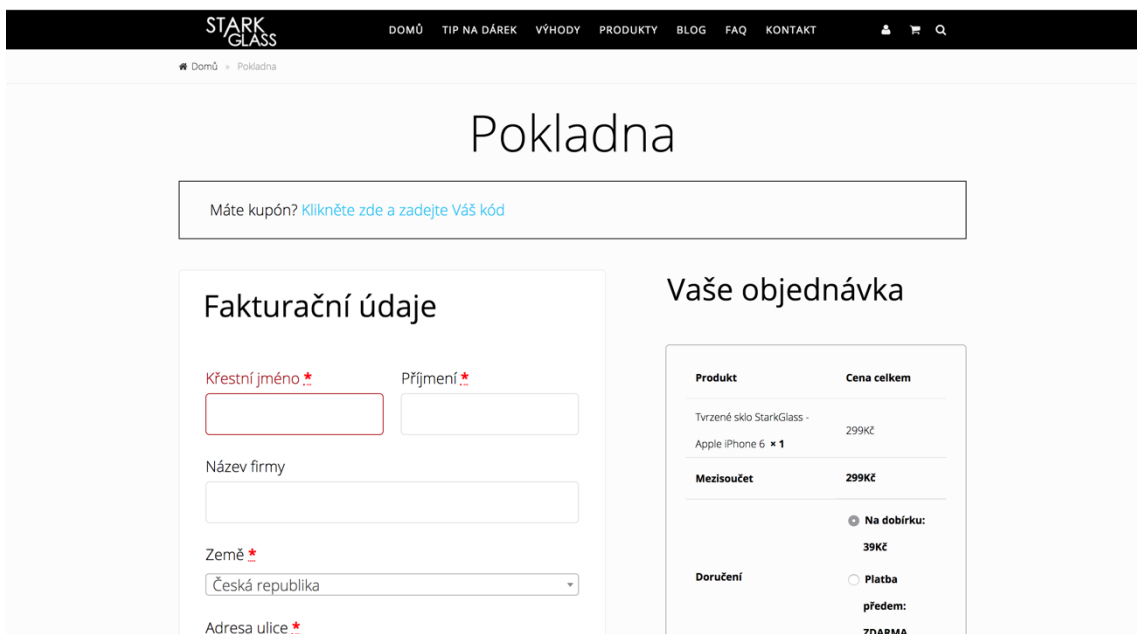 STARK
GLASS
DOMŮ TIP NA DÁREK VÝHODY PRODUKTY BLOG FAQ KONTAKT
Domů » Pokladna
Pokladna
Máte kupón? Klikněte zde a zadejte Váš kód
Fakturační údaje
Křestní jméno *
Příjmení *
Název firmy
Země *
Česká republika
Adresa ulice *
Vaše objednávka
Produkt Cena celkem
Tvrzené sklo StarkGlass -
Apple iPhone 6 × 1
299Kč
Mezisoučet 299Kč
Doručení
Na dobírku:
39Kč
Platba
předem:
ZDARMA